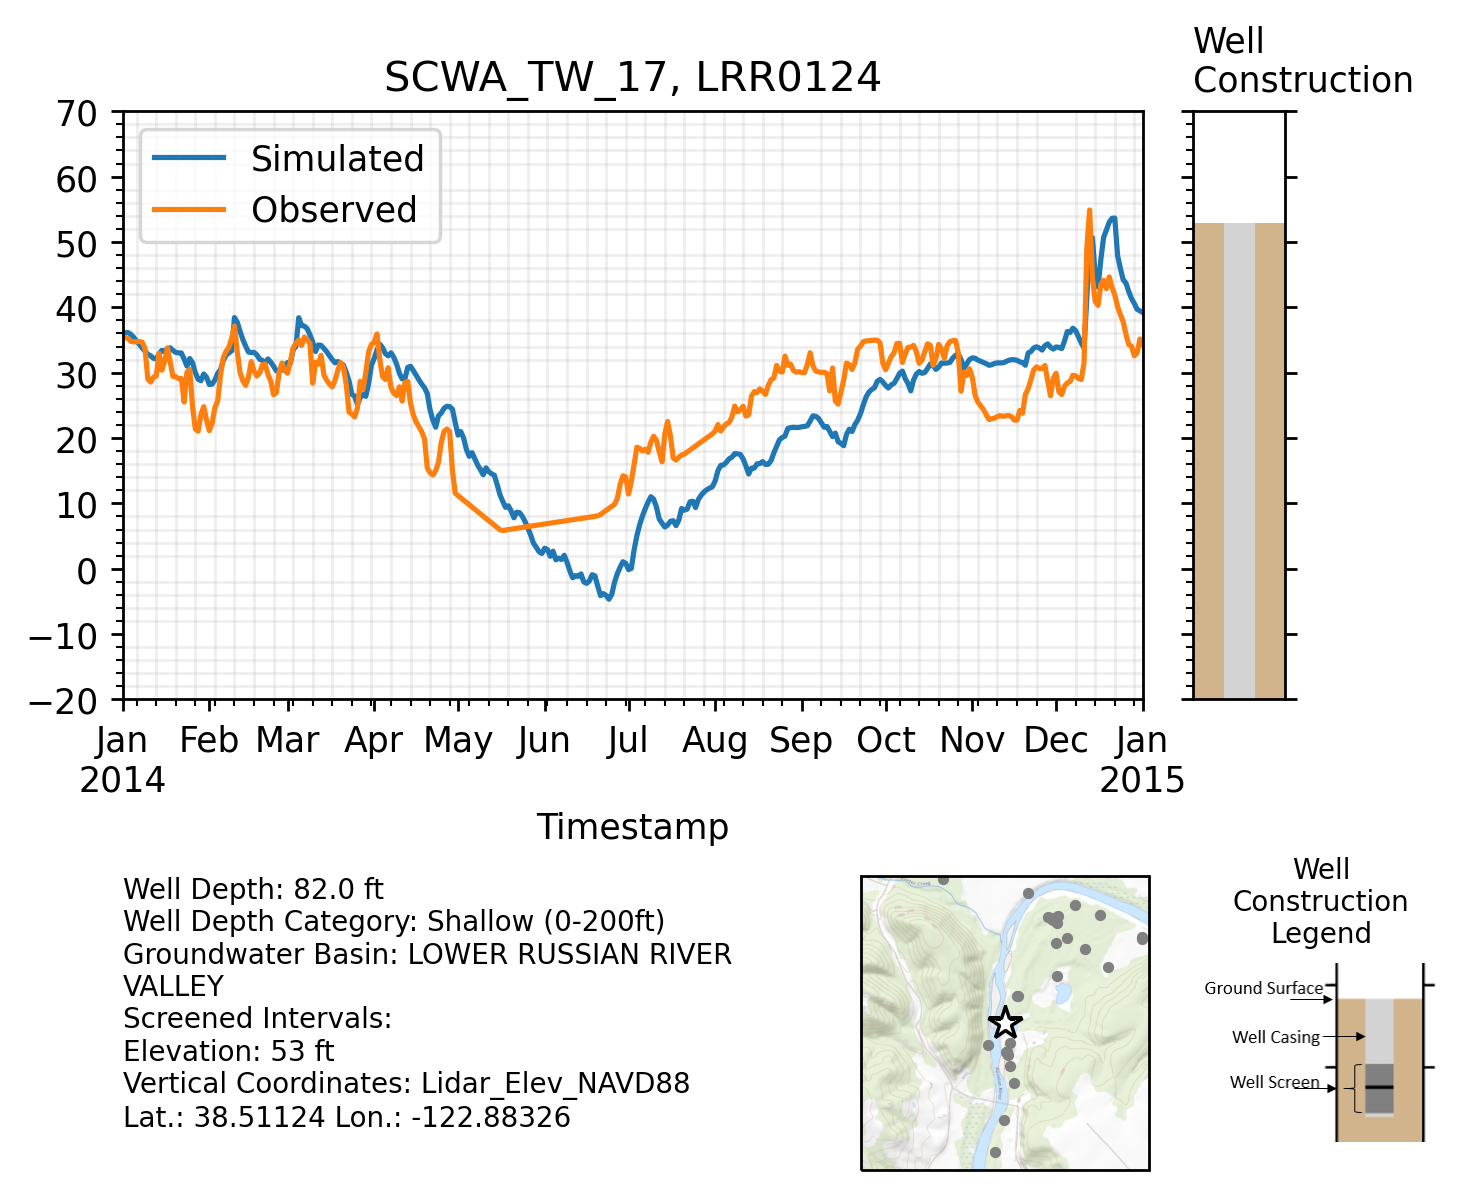 Well
Construction
SCWA_TW_17, LRR0124
70
60
50
40
30
20
10
0
−10
−20
Simulated
Observed
Jan Feb Mar Apr May Jun Jul Aug Sep Oct Nov Dec Jan
2014 2015
Timestamp
Well Depth: 82.0 ft
Well Depth Category: Shallow (0-200ft)
Groundwater Basin: LOWER RUSSIAN RIVER
VALLEY
Screened Intervals:
Elevation: 53 ft
Vertical Coordinates: Lidar_Elev_NAVD88
Lat.: 38.51124 Lon.: -122.88326
Well
Construction
Legend
Ground Surface
Well Casing
Well Screen